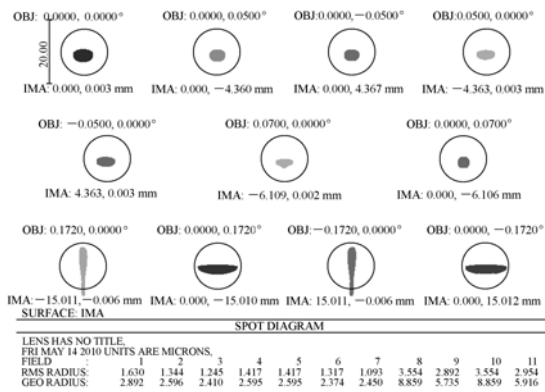 OBJ: 0.0000, 0.0000° OBJ: 0.0000, 0.0500° OBJ:0.0000, −0.0500° OBJ:0.0500, 0.0000°
20.00
IMA: 0.000, 0.003 mm IMA: 0.000, −4.360 mm IMA: 0.000, 4.367 mm IMA: −4.363, 0.003 mm
OBJ: −0.0500, 0.0000° OBJ: 0.0700, 0.0000° OBJ: 0.0000, 0.0700°
IMA: 4.363, 0.003 mm IMA: −6.109, 0.002 mm IMA: 0.000, −6.106 mm
OBJ: 0.1720, 0.0000° OBJ: 0.0000, 0.1720° OBJ: −0.1720, 0.0000° OBJ: 0.0000, −0.1720°
IMA: −15.011, −0.006 mm IMA: 0.000, −15.010 mm IMA: 15.011, −0.006 mm IMA: 0.000, 15.012 mm
SURFACE: IMA
SPOT DIAGRAM
LENS HAS NO TITLE,
FRI MAY 14 2010 UNITS ARE MICRONS,
FIELD : 1 2 3 4 5 6 7 8 9 10 11
RMS RADIUS: 1.630 1.344 1.245 1.417 1.417 1.317 1.093 3.554 2.892 3.554 2.954
GEO RADIUS: 2.892 2.596 2.410 2.595 2.595 2.374 2.450 8.859 5.735 8.859 5.916